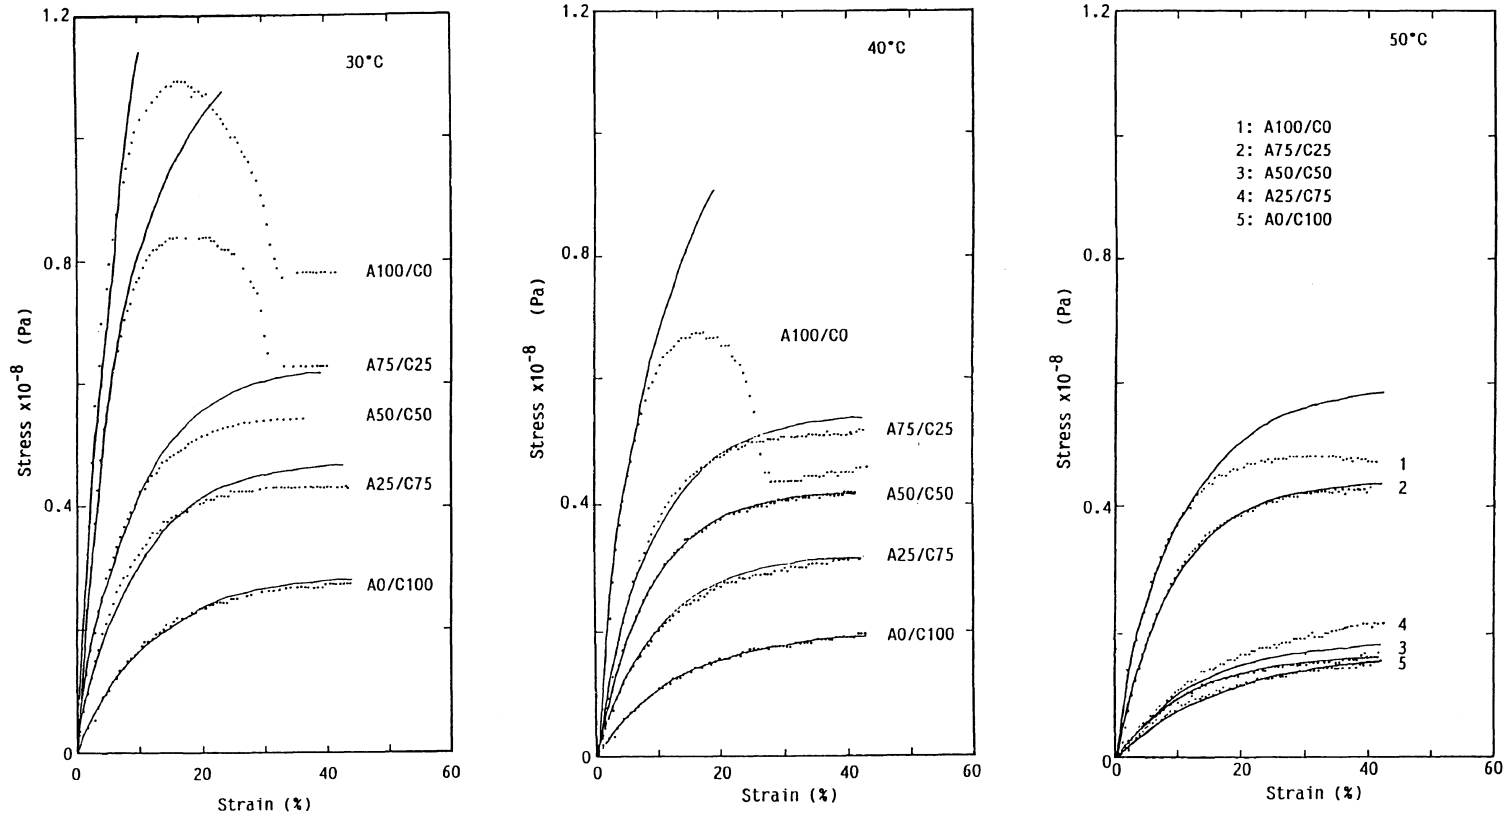 1.2
30°C
0.8
A100/C0
A75/C25
A50/C50
A25/C75
0.4
A0/C100
0
0
20
40
60
Strain (%)
Stress x10⁻⁸ (Pa)
1.2
40°C
0.8
A100/C0
A75/C25
A50/C50
0.4
A25/C75
A0/C100
0
0
20
40
60
Strain (%)
Stress x10⁻⁸ (Pa)
1.2
50°C
1: A100/C0
2: A75/C25
3: A50/C50
4: A25/C75
5: A0/C100
0.8
1
2
0.4
4
3
5
0
0
20
40
60
Strain (%)
Stress x10⁻⁸ (Pa)